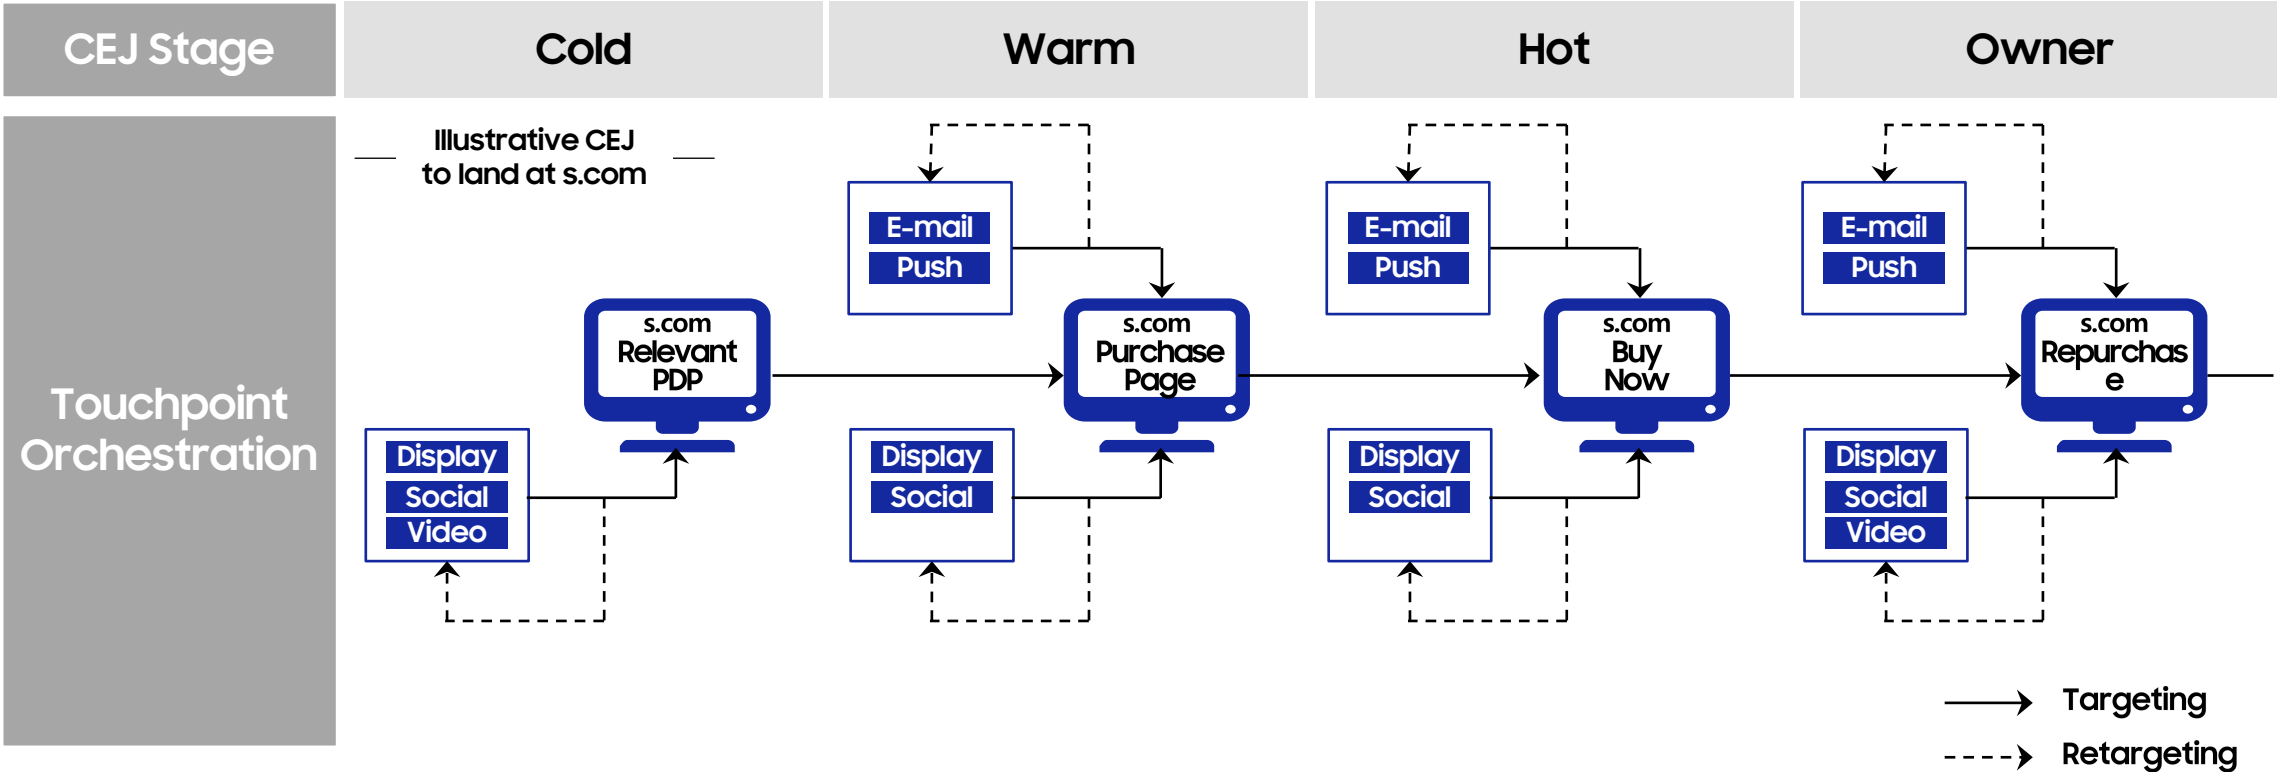 CEJ Stage
Cold
Warm
Hot
Owner
Touchpoint
Orchestration
Illustrative CEJ
to land at s.com
s.com
Relevant
PDP
Display
Social
Video
E-mail
Push
s.com
Purchase
Page
Display
Social
E-mail
Push
s.com
Buy
Now
Display
Social
E-mail
Push
s.com
Repurchas
e
Display
Social
Video
Targeting
Retargeting